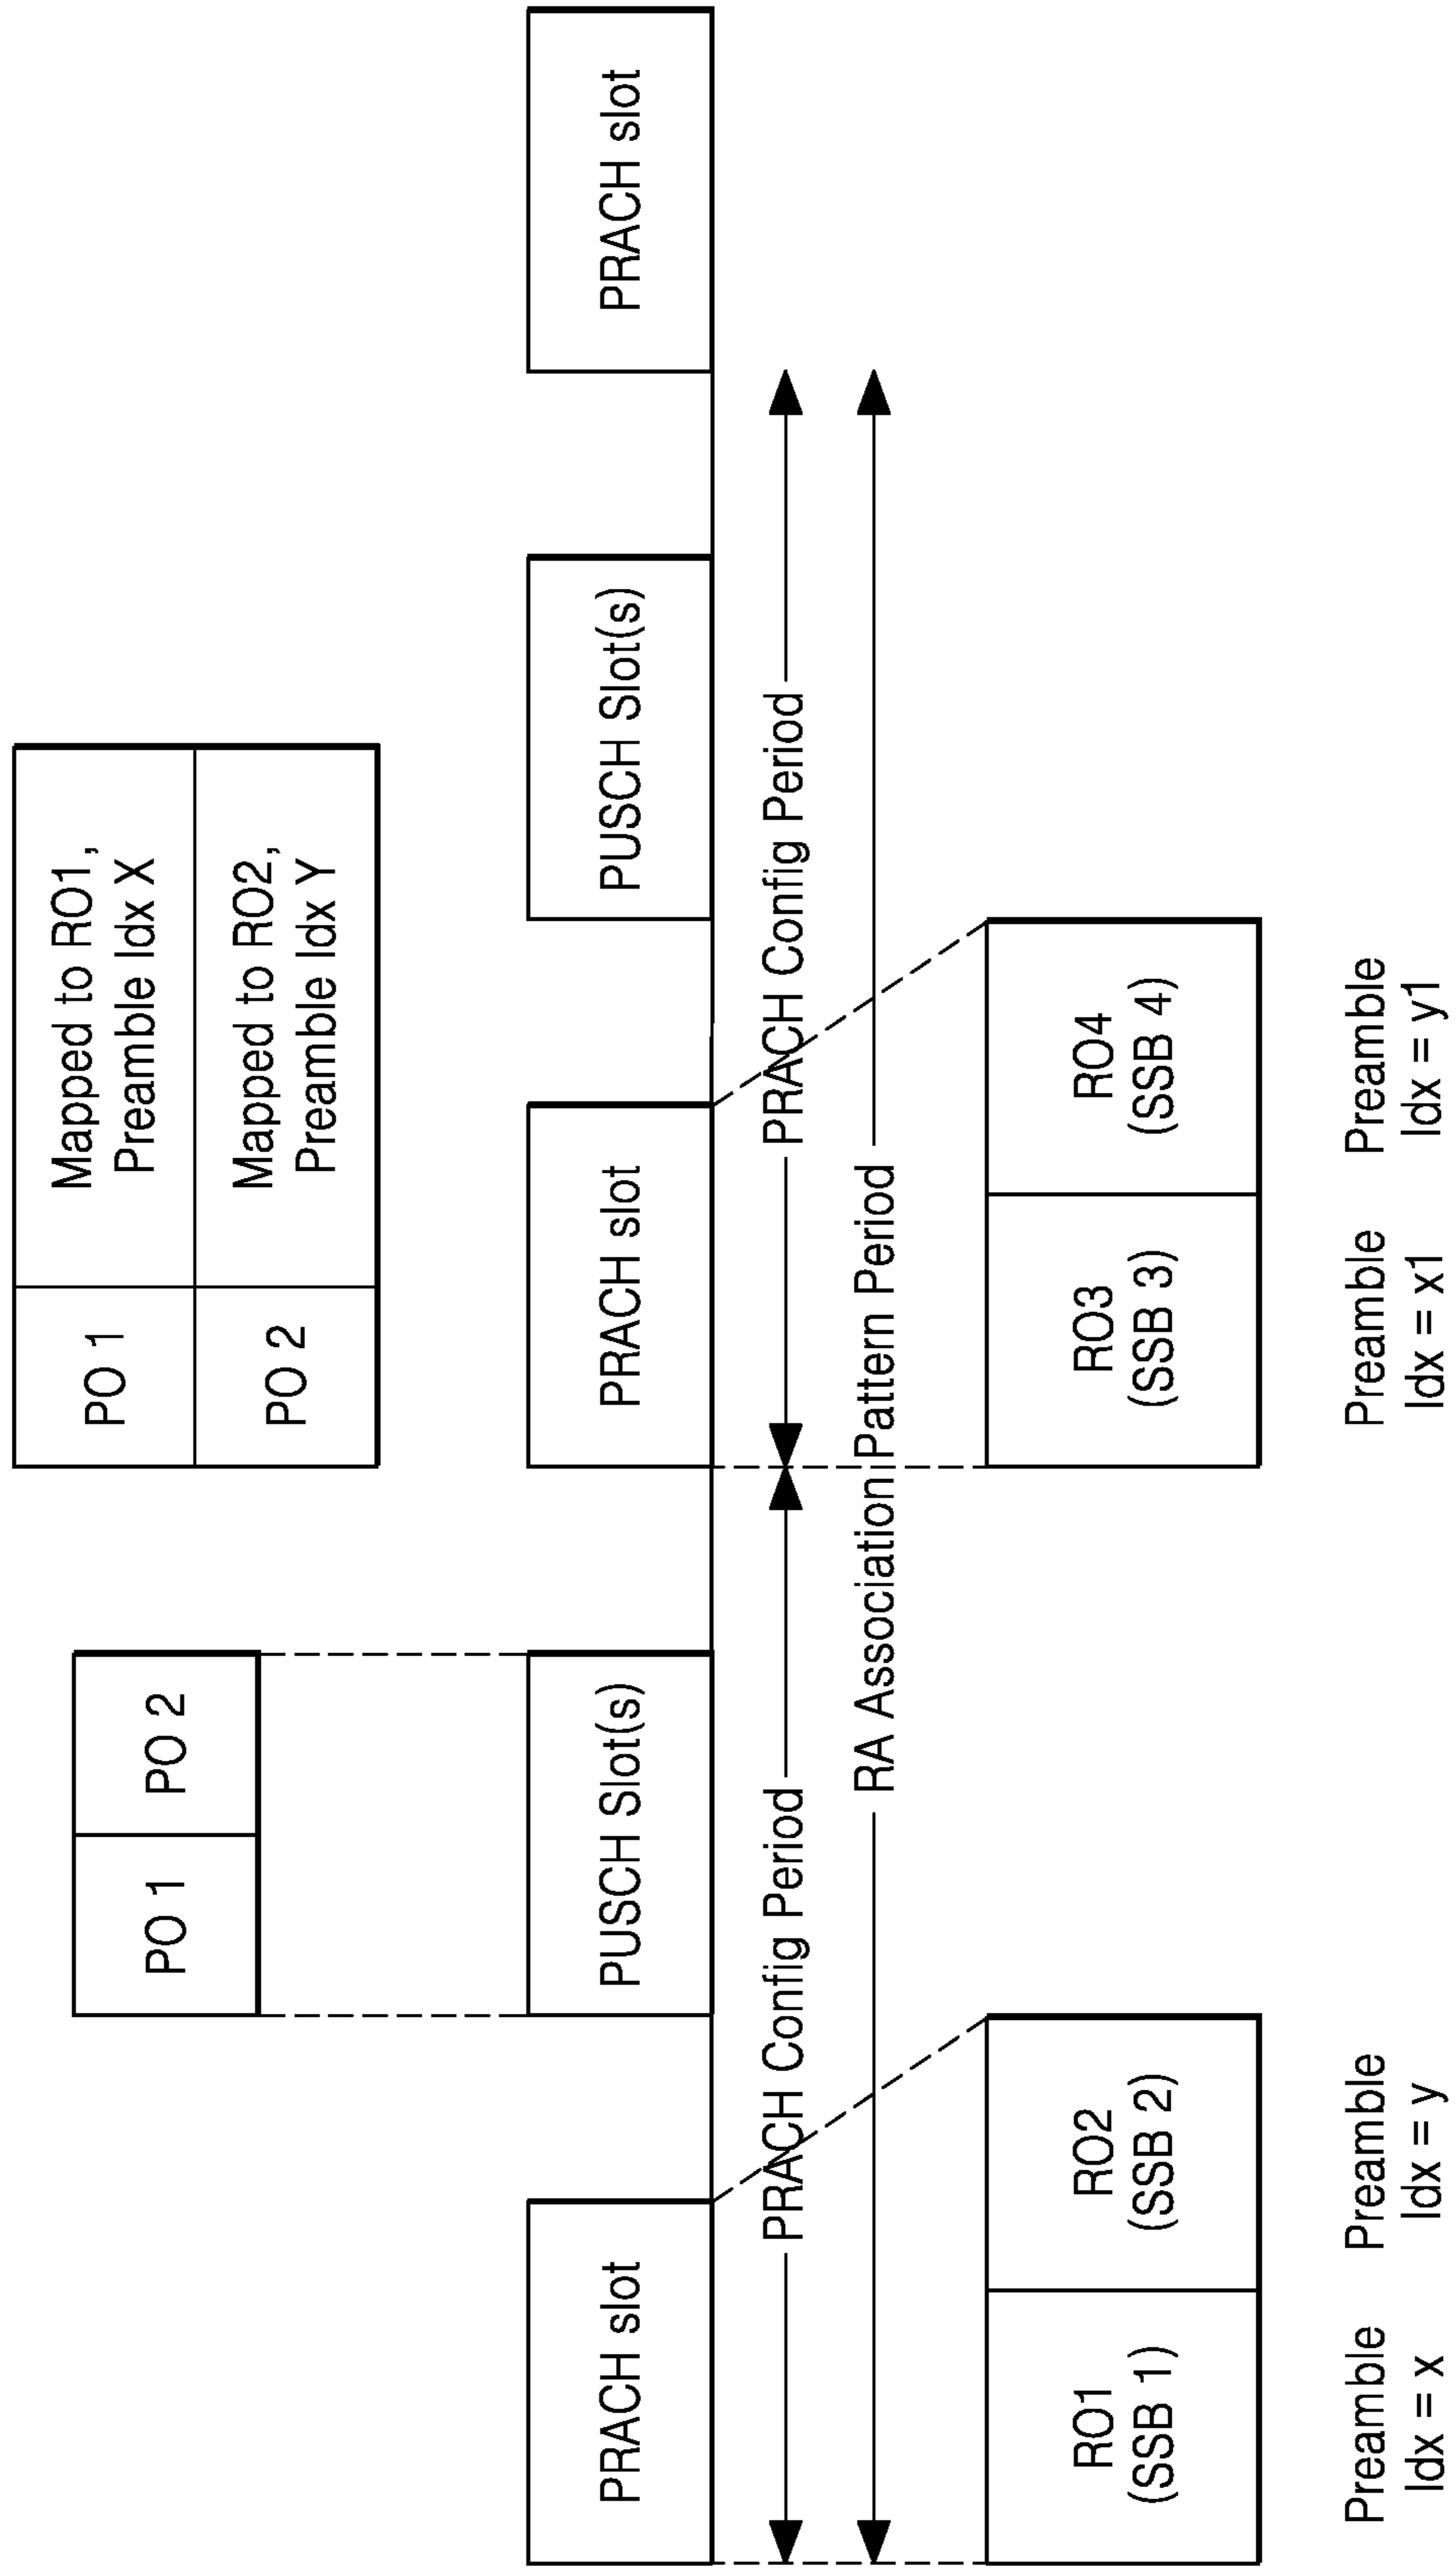 PO 1
Mapped to RO1,
Preamble Idx X
PO 2
Mapped to RO2,
Preamble Idx Y
PO 1
PO 2
PRACH slot
PUSCH Slot(s)
PRACH slot
PUSCH Slot(s)
PRACH slot
PRACH Config Period
PRACH Config Period
RA Association Pattern Period
RO1
(SSB 1)
RO2
(SSB 2)
RO3
(SSB 3)
RO4
(SSB 4)
Preamble
Idx = x
Preamble
Idx = y
Preamble
Idx = x1
Preamble
Idx = y1